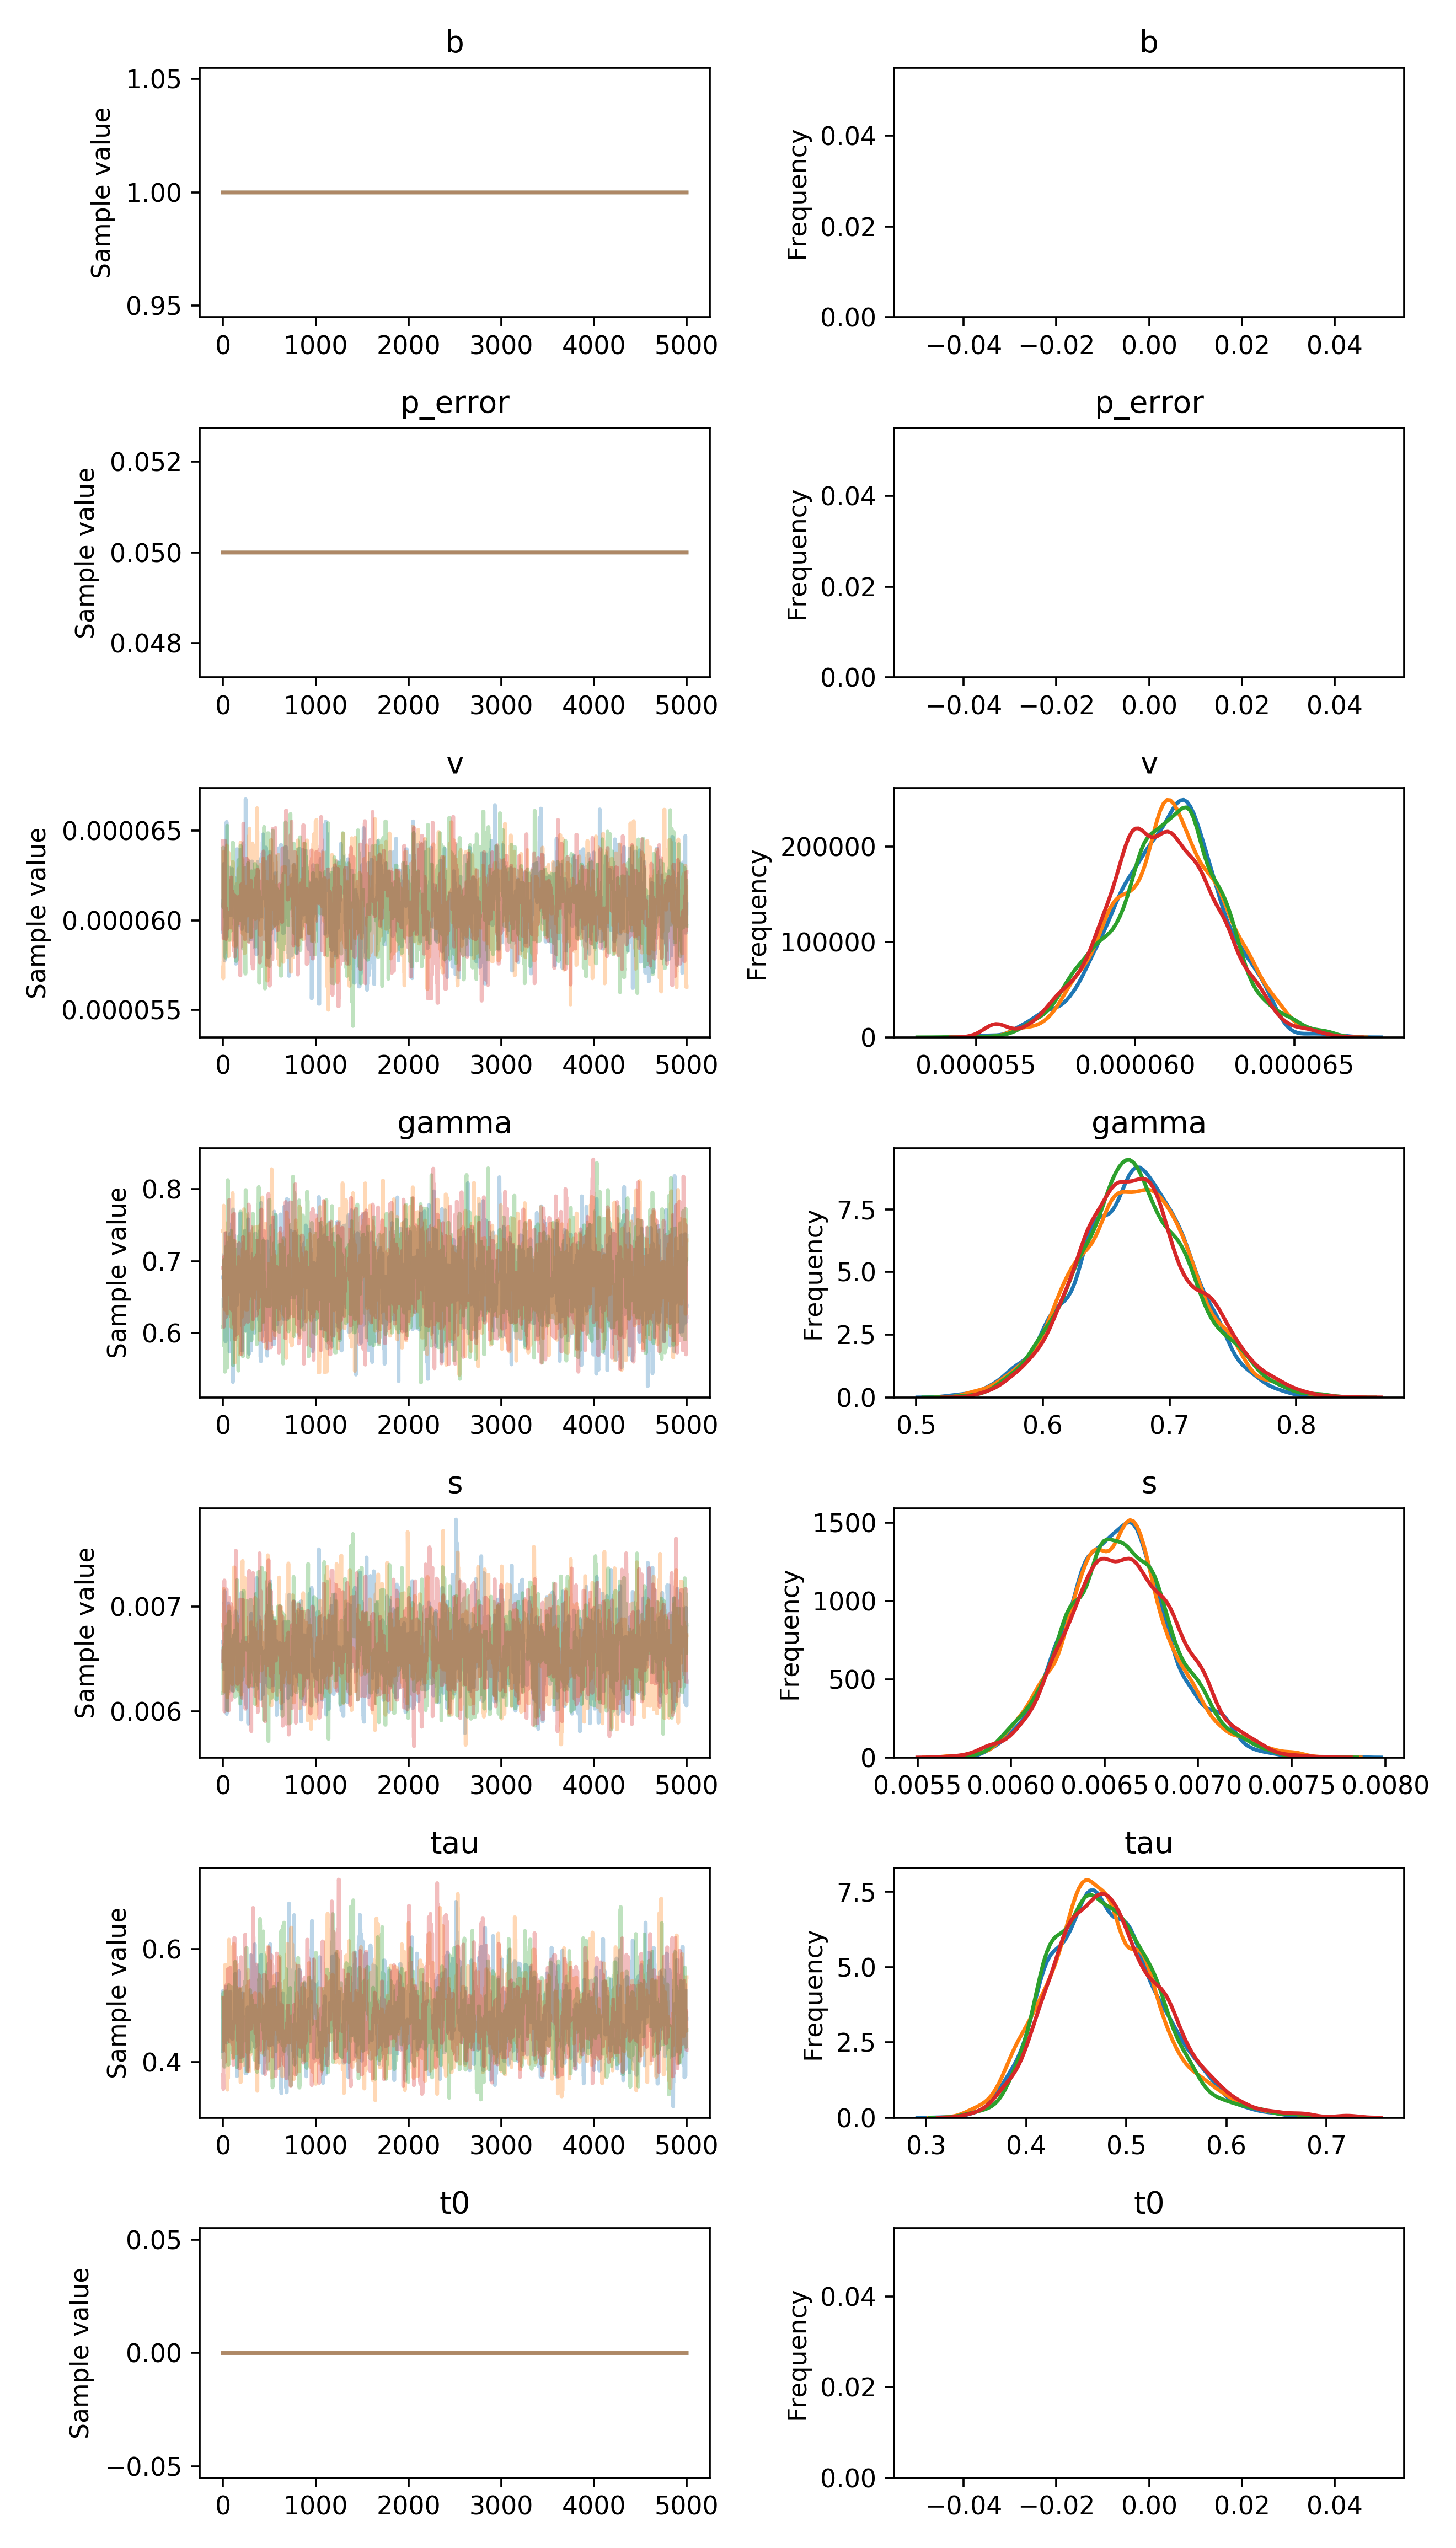 b
b
1.05
1.00
0.95
Sample value
0 1000 2000 3000 4000 5000
0.04
0.02
0.00
Frequency
−0.04 −0.02 0.00 0.02 0.04
p_error
p_error
0.052
0.050
0.048
Sample value
0 1000 2000 3000 4000 5000
0.04
0.02
0.00
Frequency
−0.04 −0.02 0.00 0.02 0.04
v
v
0.000065
0.000060
0.000055
Sample value
0 1000 2000 3000 4000 5000
200000
100000
0
Frequency
0.000055 0.000060 0.000065
gamma
gamma
0.8
0.7
0.6
Sample value
0 1000 2000 3000 4000 5000
7.5
5.0
2.5
0.0
Frequency
0.5 0.6 0.7 0.8
s
s
0.007
0.006
Sample value
0 1000 2000 3000 4000 5000
1500
1000
500
0
Frequency
0.0055 0.0060 0.0065 0.0070 0.0075 0.0080
tau
tau
0.6
0.4
Sample value
0 1000 2000 3000 4000 5000
7.5
5.0
2.5
0.0
Frequency
0.3 0.4 0.5 0.6 0.7
t0
t0
0.05
0.00
−0.05
Sample value
0 1000 2000 3000 4000 5000
0.04
0.02
0.00
Frequency
−0.04 −0.02 0.00 0.02 0.04